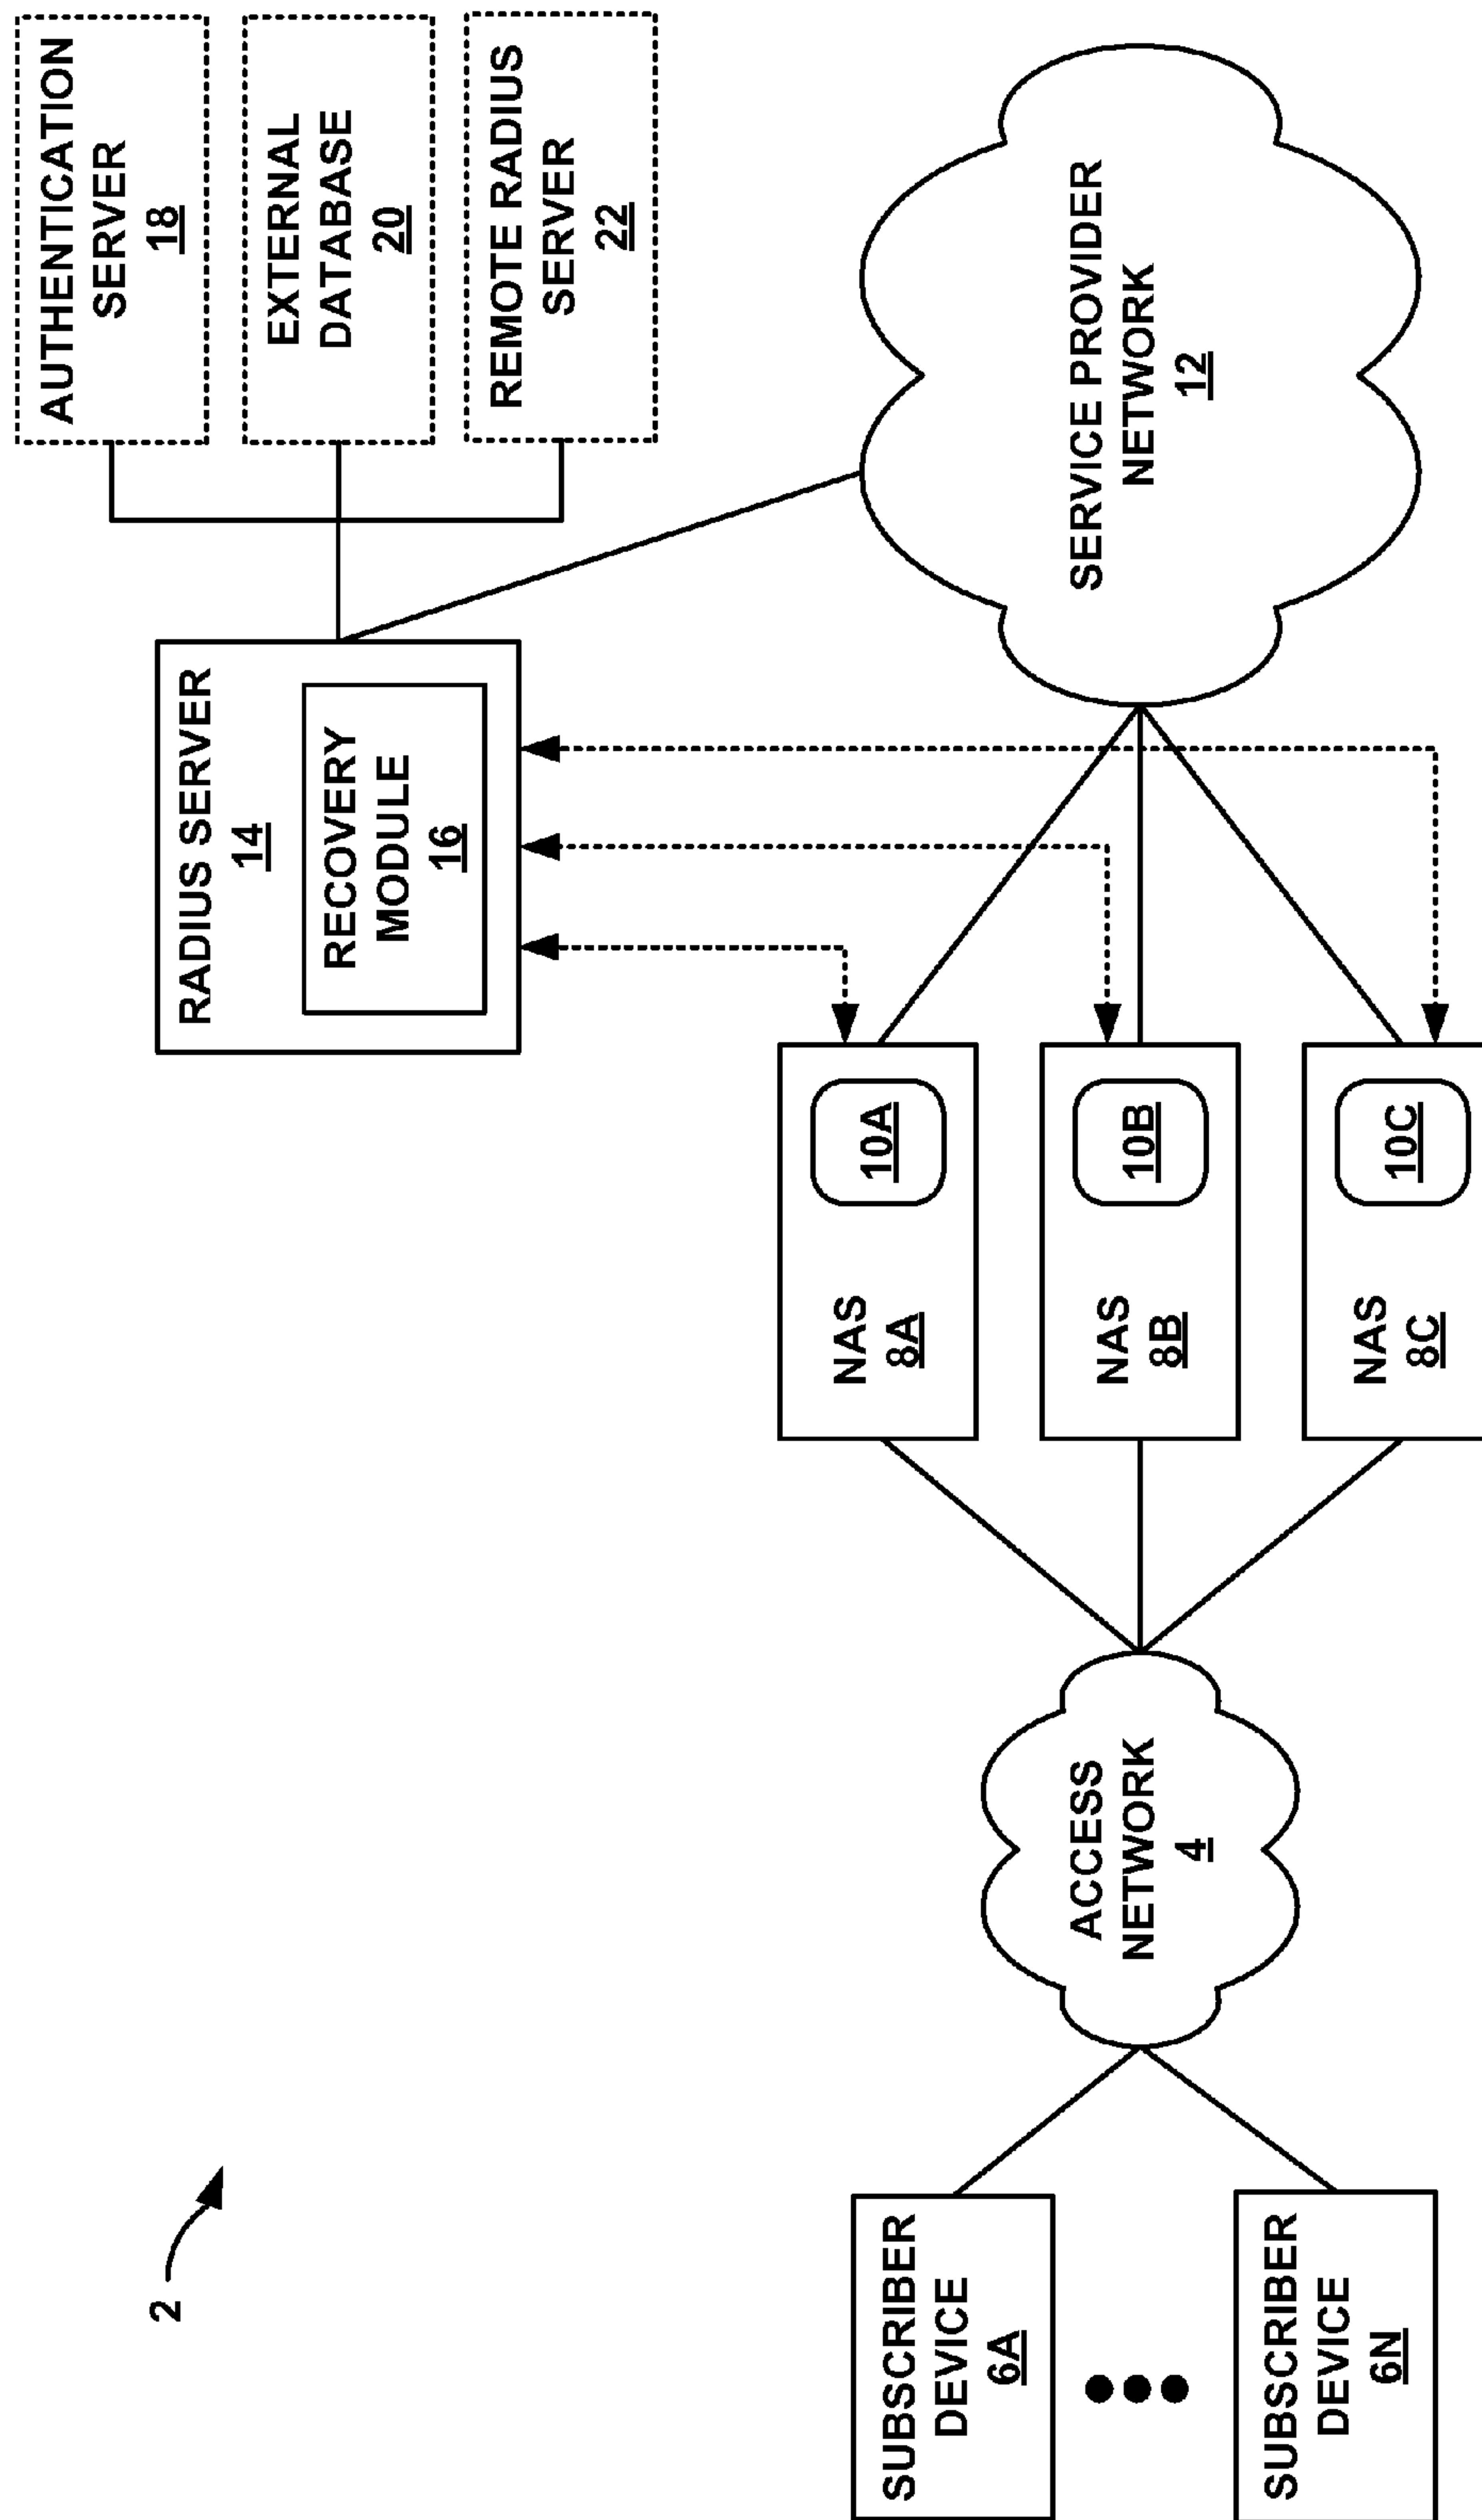 2
AUTHENTICATION
SERVER
18
EXTERNAL
DATABASE
20
REMOTE RADIUS
SERVER
22
RADIUS SERVER
14
RECOVERY
MODULE
16
SUBSCRIBER
DEVICE
6A
SUBSCRIBER
DEVICE
6N
ACCESS
NETWORK
4
NAS
8A
10A
NAS
8B
10B
NAS
8C
10C
SERVICE PROVIDER
NETWORK
12